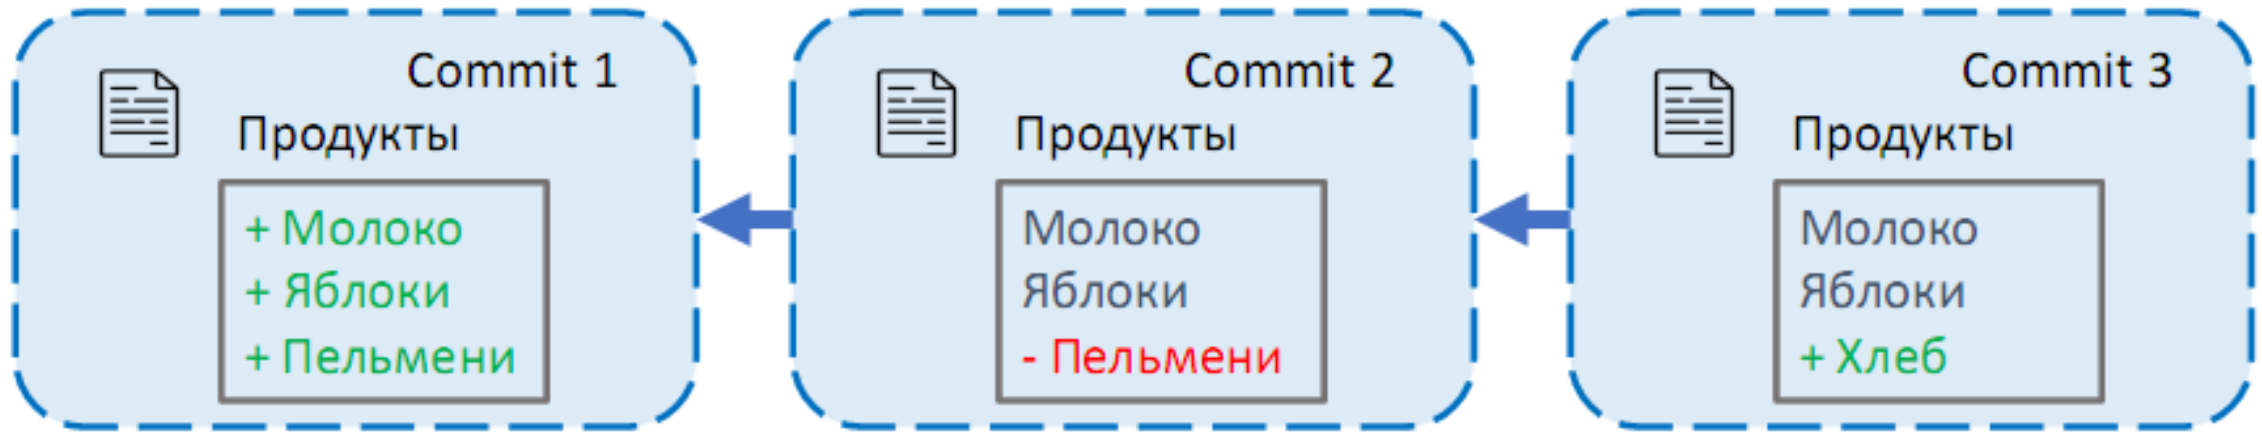 Commit 1
Продукты
+ Молоко
+ Яблоки
+ Пельмени
Commit 2
Продукты
Молоко
Яблоки
- Пельмени
Commit 3
Продукты
Молоко
Яблоки
+ Хлеб